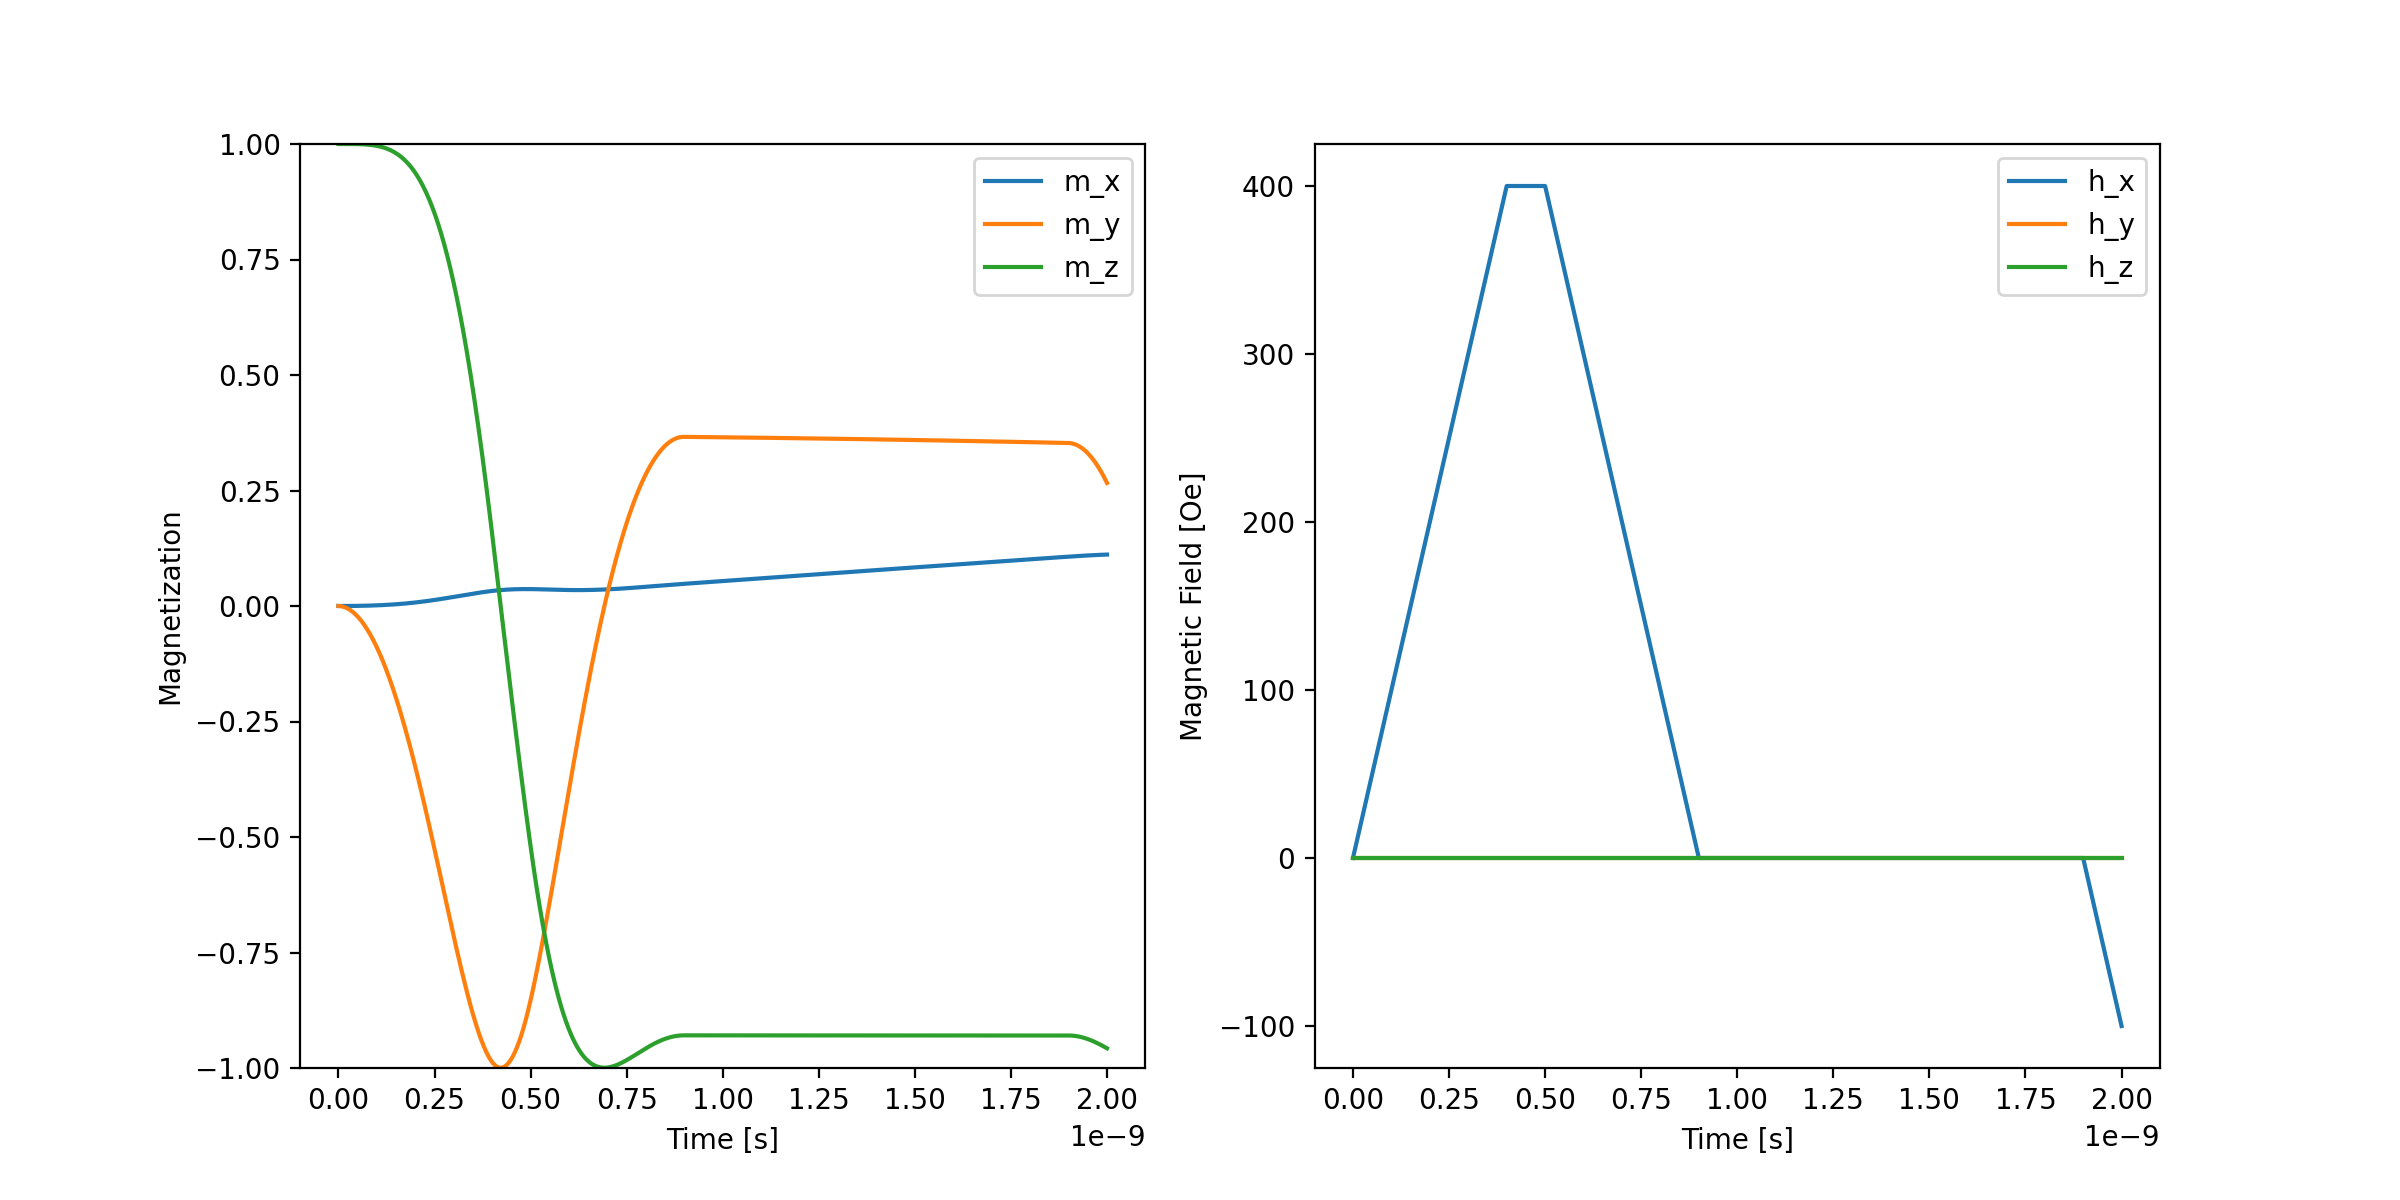 1.00
0.75
0.50
0.25
0.00
−0.25
−0.50
−0.75
−1.00
Magnetization
m_x
m_y
m_z
0.00 0.25 0.50 0.75 1.00 1.25 1.50 1.75 2.00
1e−9
Time [s]
400
300
200
100
0
−100
Magnetic Field [Oe]
h_x
h_y
h_z
0.00 0.25 0.50 0.75 1.00 1.25 1.50 1.75 2.00
1e−9
Time [s]